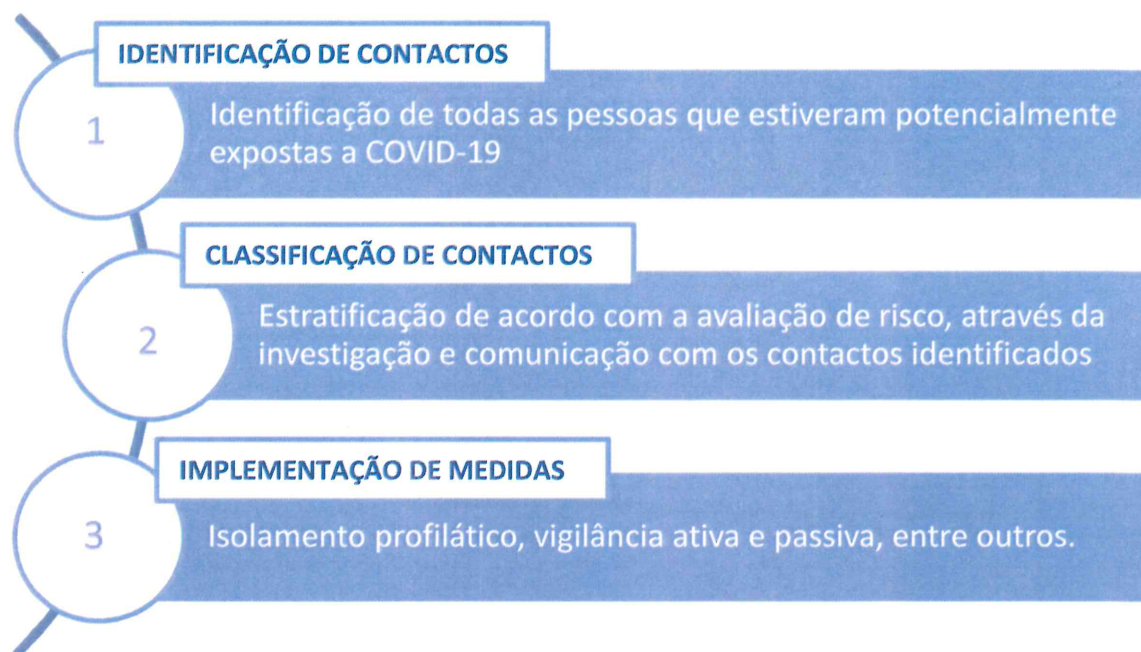 IDENTIFICAÇÃO DE CONTACTOS
1
Identificação de todas as pessoas que estiveram potencialmente
expostas a COVID-19
CLASSIFICAÇÃO DE CONTACTOS
2
Estratificação de acordo com a avaliação de risco, através da
investigação e comunicação com os contactos identificados
IMPLEMENTAÇÃO DE MEDIDAS
3
Isolamento profilático, vigilância ativa e passiva, entre outros.